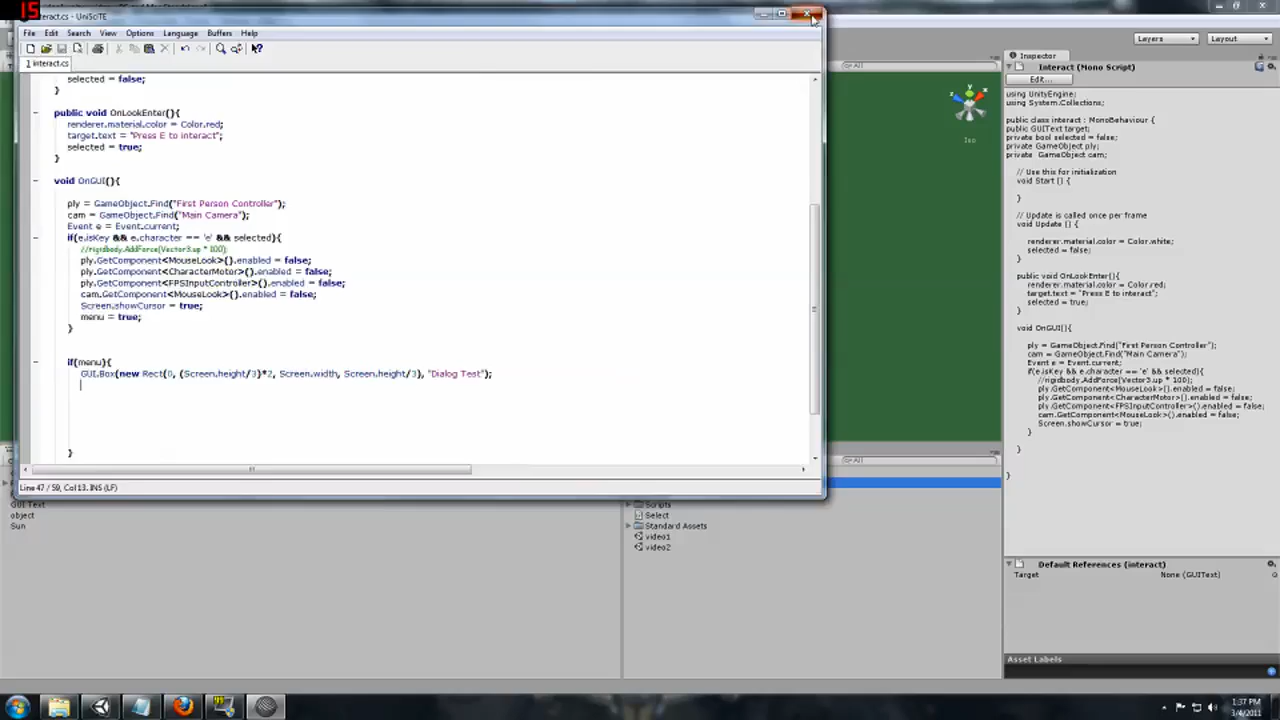 15
interact.cs - UniSciTE
File Edit Search View Options Language Buffers Help
1 interact.cs
selected = false;
}
public void OnLookEnter(){
renderer.material.color = Color.red;
target.text = "Press E to interact";
selected = true;
}
void OnGUI(){
ply = GameObject.Find("First Person Controller");
cam = GameObject.Find("Main Camera");
Event e = Event.current;
if(e.isKey && e.character == 'e' && selected){
//rigidbody.AddForce(Vector3.up * 100);
ply.GetComponent<MouseLook>().enabled = false;
ply.GetComponent<CharacterMotor>().enabled = false;
ply.GetComponent<FPSInputController>().enabled = false;
cam.GetComponent<MouseLook>().enabled = false;
Screen.showCursor = true;
menu = true;
}
if(menu){
GUI.Box(new Rect(0, (Screen.height/3)*2, Screen.width, Screen.height/3), "Dialog Test");
}
Line 47 / 59, Col 13, INS (LF)
GUI Text
object
Sun
All
Iso
All
Scripts
Select
Standard Assets
video1
video2
Layers Layout
Inspector
Interact (Mono Script)
Edit...
using UnityEngine;
using System.Collections;
public class interact : MonoBehaviour {
public GUIText target;
private bool selected = false;
private GameObject ply;
private GameObject cam;
// Use this for initialization
void Start () {
}
// Update is called once per frame
void Update () {
renderer.material.color = Color.white;
selected = false;
}
public void OnLookEnter(){
renderer.material.color = Color.red;
target.text = "Press E to interact";
selected = true;
}
void OnGUI(){
ply = GameObject.Find("First Person Controller");
cam = GameObject.Find("Main Camera");
Event e = Event.current;
if(e.isKey && e.character == 'e' && selected){
//rigidbody.AddForce(Vector3.up * 100);
ply.GetComponent<MouseLook>().enabled = false;
ply.GetComponent<CharacterMotor>().enabled = false;
ply.GetComponent<FPSInputController>().enabled = false;
cam.GetComponent<MouseLook>().enabled = false;
Screen.showCursor = true;
}
}
}
Default References (interact)
Target None (GUIText)
Asset Labels
1:37 PM
3/4/2011